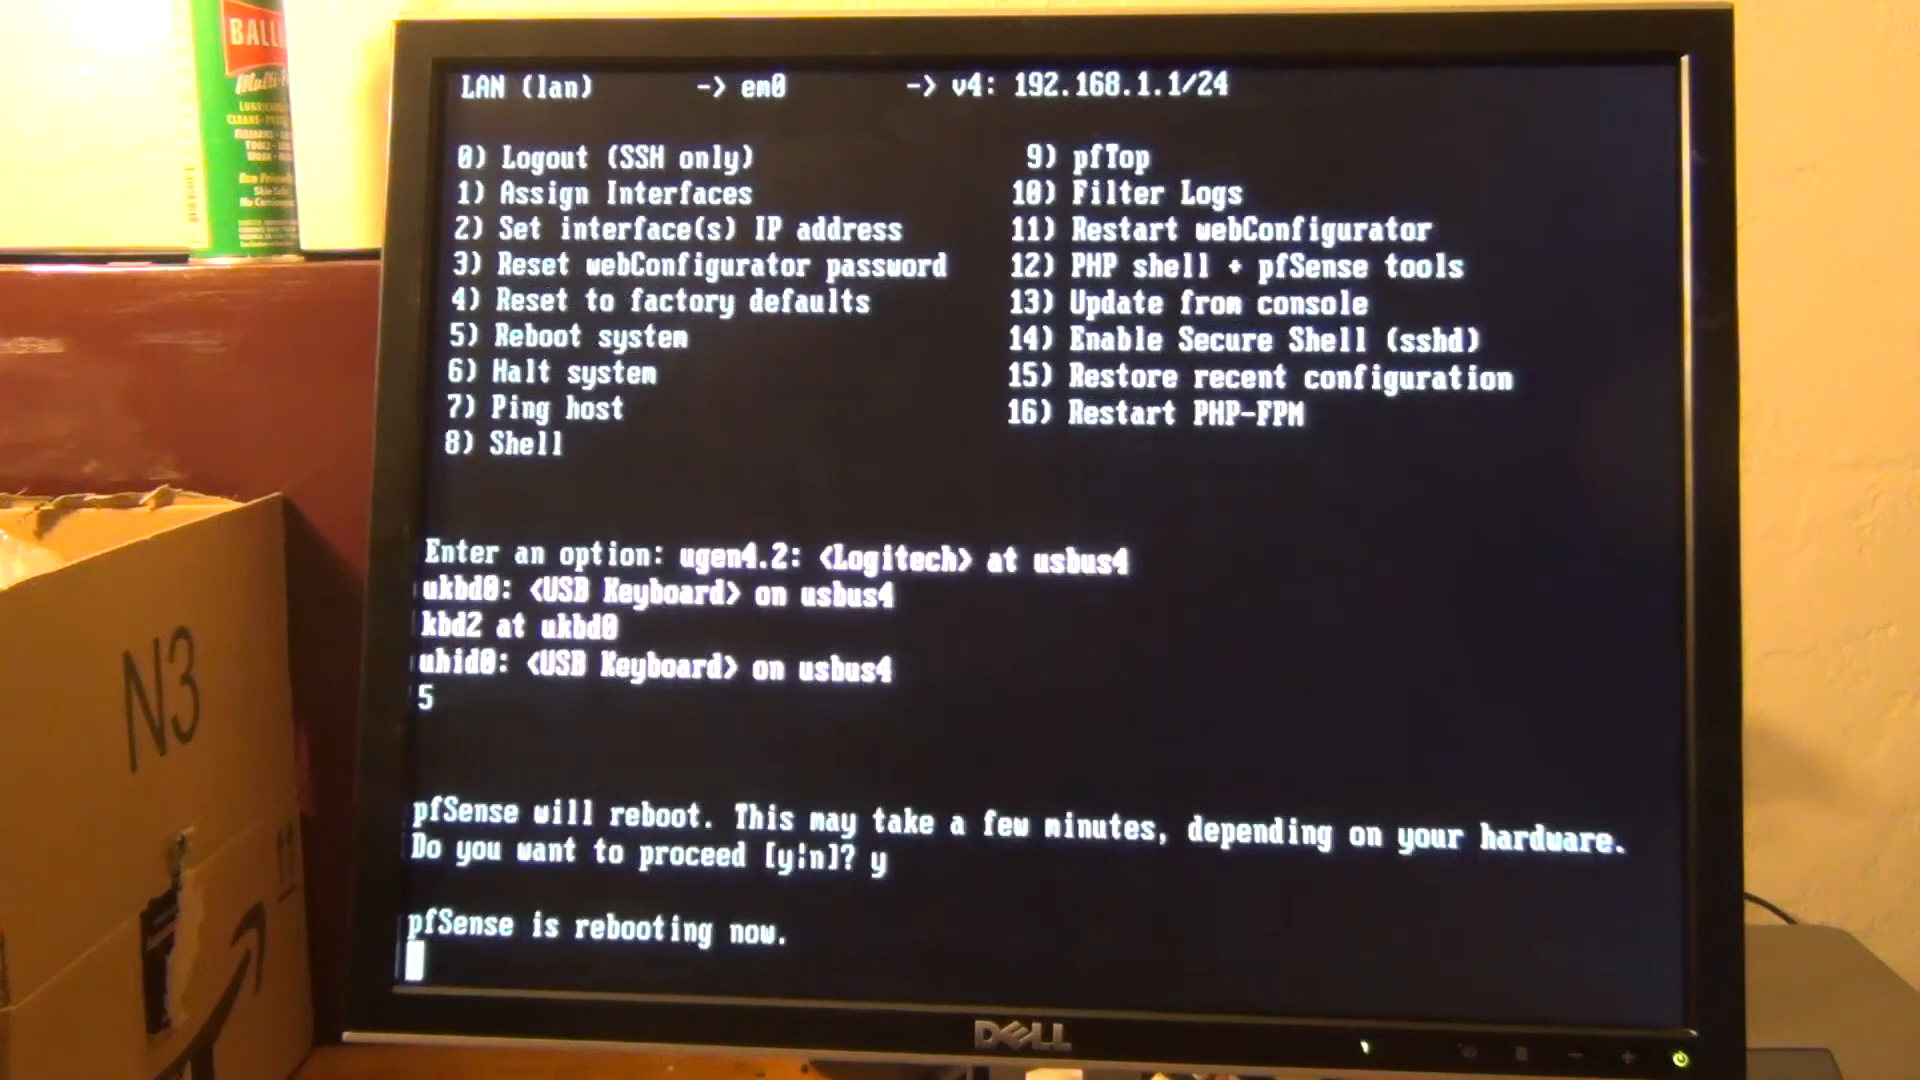 BALL
Multi-P
LAN (lan) -> em0 -> v4: 192.168.1.1/24
0) Logout (SSH only) 9) pfTop
1) Assign Interfaces 10) Filter Logs
2) Set interface(s) IP address 11) Restart webConfigurator
3) Reset webConfigurator password 12) PHP shell + pfSense tools
4) Reset to factory defaults 13) Update from console
5) Reboot system 14) Enable Secure Shell (sshd)
6) Halt system 15) Restore recent configuration
7) Ping host 16) Restart PHP-FPM
8) Shell
Enter an option: ugen4.2: <Logitech> at usbus4
ukbd0: <USB Keyboard> on usbus4
kbd2 at ukbd0
uhid0: <USB Keyboard> on usbus4
5
pfSense will reboot. This may take a few minutes, depending on your hardware.
Do you want to proceed [y|n]? y
pfSense is rebooting now.
N3
DELL